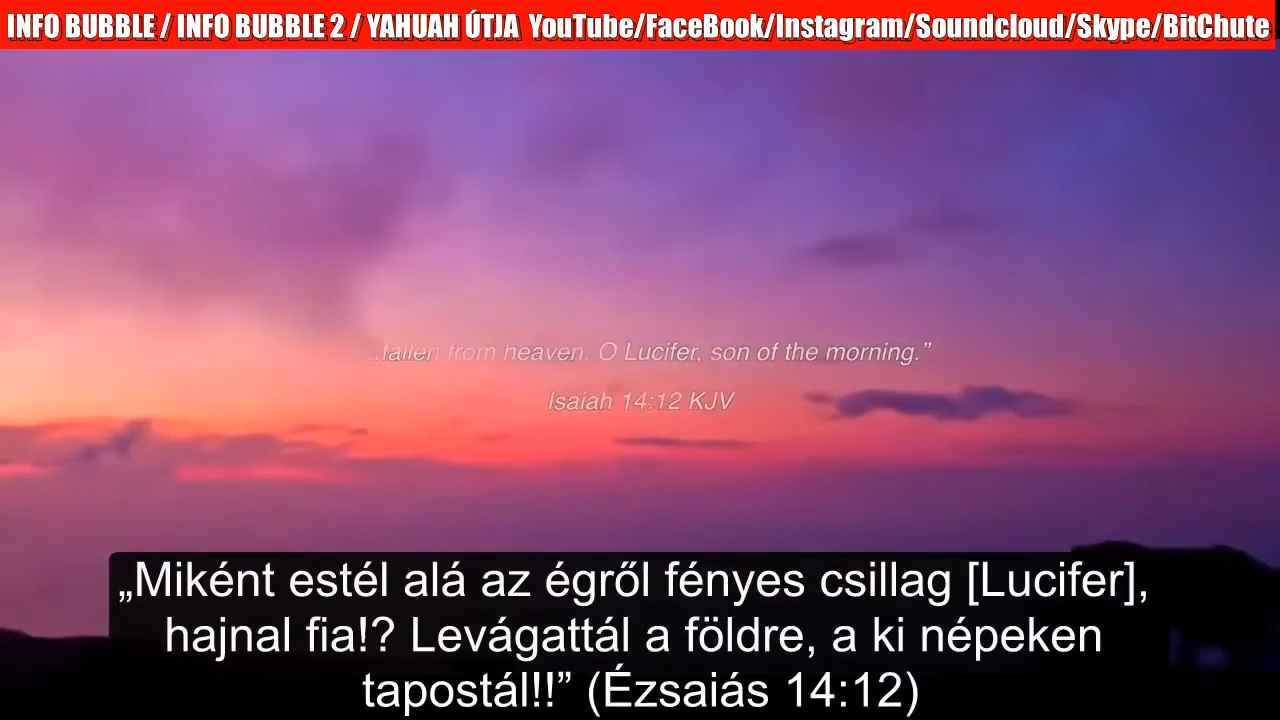 INFO BUBBLE / INFO BUBBLE 2 / YAHUAH ÚTJA YouTube/FaceBook/Instagram/Soundcloud/Skype/BitChute
...fallen from heaven. O Lucifer, son of the morning.”
Isaiah 14:12 KJV
„Miként estél alá az égről fényes csillag [Lucifer],
hajnal fia!? Levágattál a földre, a ki népeken
tapostál!!” (Ézsaiás 14:12)